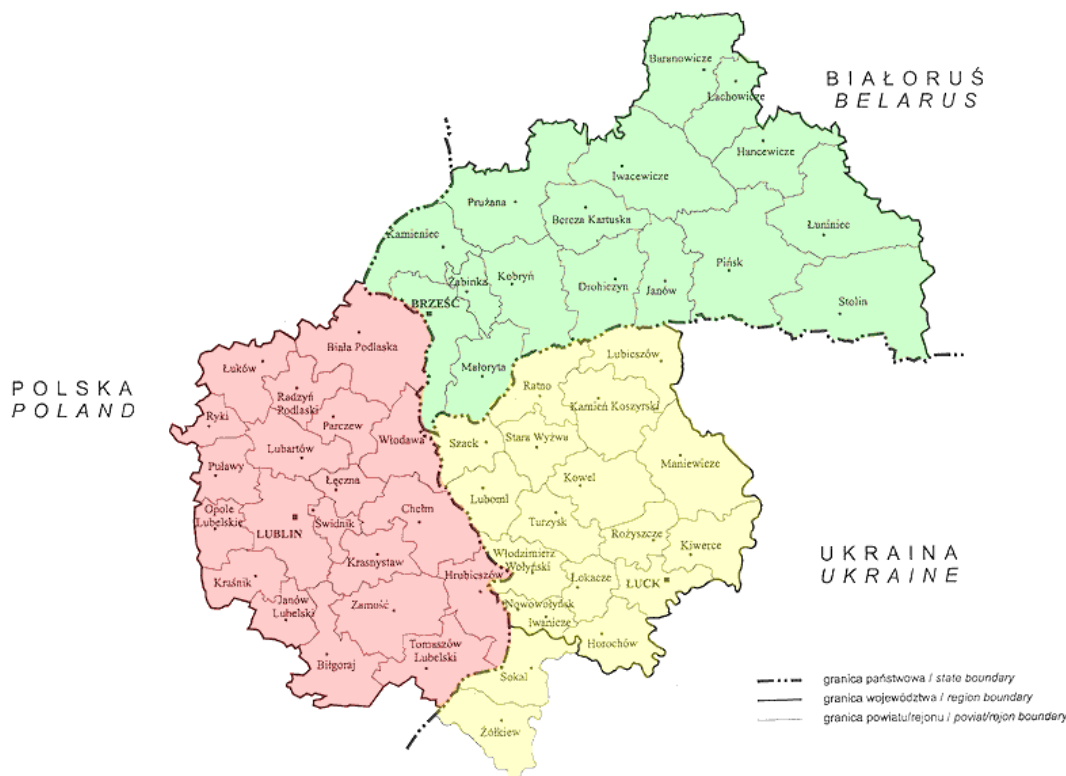 BIAŁORUŚ
BELARUS
Baranowicze
Lachowicze
Hancewicze
Iwacewicze
Prużana
Bereza Kartuska
Łuniniec
Kamieniec
Pińsk
Żabinka
Kobryń
Drohiczyn
Janów
Stolin
BRZEŚĆ
Małoryta
POLSKA
POLAND
Biała Podlaska
Łuków
Radzyń
Podlaski
Ryki
Parczew
Włodawa
Lubartów
Puławy
Łęczna
Opole
Lubelskie
Chełm
Świdnik
LUBLIN
Krasnystaw
Hrubieszów
Kraśnik
Janów
Lubelski
Zamość
Tomaszów
Lubelski
Biłgoraj
Lubieszów
Ratno
Kamień Koszyrski
Szack
Stara Wyżwa
Maniewicze
Kowel
Luboml
Turzysk
Rożyszcze
Kiwerce
Włodzimierz
Wołyński
Łokacze
ŁUCK
Nowowołyńsk
Iwanicze
Horochów
Sokal
Żółkiew
UKRAINA
UKRAINE
granica państwowa / state boundary
granica województwa / region boundary
granica powiatu/rejonu / poviat/rojon boundary